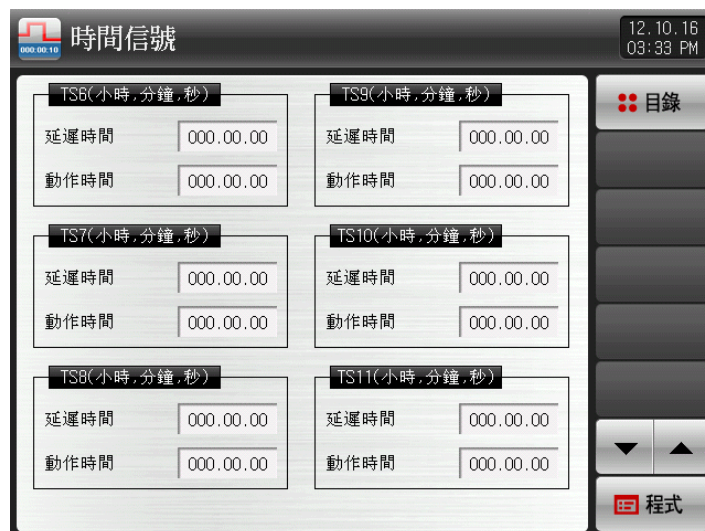 000:00:10
時間信號
12.10.16
03:33 PM
TS6(小時,分鐘,秒)
延遲時間 000.00.00
動作時間 000.00.00
TS7(小時,分鐘,秒)
延遲時間 000.00.00
動作時間 000.00.00
TS8(小時,分鐘,秒)
延遲時間 000.00.00
動作時間 000.00.00
TS9(小時,分鐘,秒)
延遲時間 000.00.00
動作時間 000.00.00
TS10(小時,分鐘,秒)
延遲時間 000.00.00
動作時間 000.00.00
TS11(小時,分鐘,秒)
延遲時間 000.00.00
動作時間 000.00.00
目錄
程式